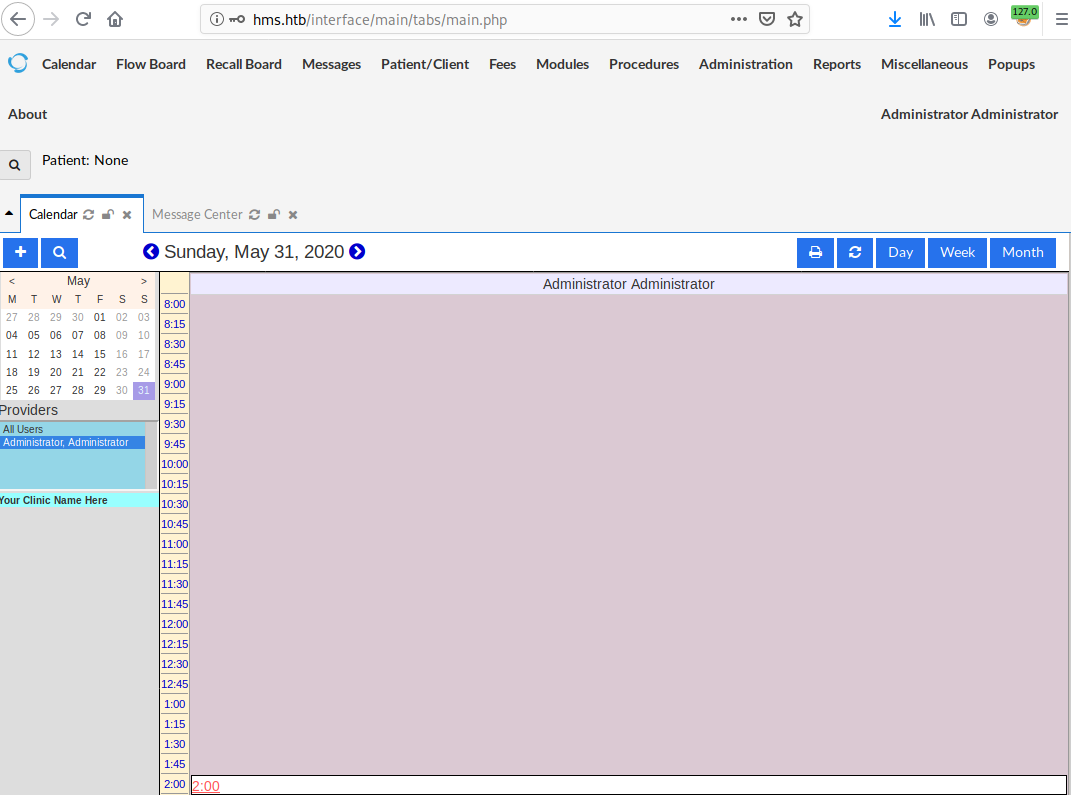 hms.htb/interface/main/tabs/main.php
127.0
Calendar Flow Board Recall Board Messages Patient/Client Fees Modules Procedures Administration Reports Miscellaneous Popups
About Administrator Administrator
Patient: None
Calendar Message Center
Sunday, May 31, 2020 Day Week Month
< May >
M T W T F S S
27 28 29 30 01 02 03
04 05 06 07 08 09 10
11 12 13 14 15 16 17
18 19 20 21 22 23 24
25 26 27 28 29 30 31
Providers
All Users
Administrator, Administrator
Your Clinic Name Here
Administrator Administrator
8:00
8:15
8:30
8:45
9:00
9:15
9:30
9:45
10:00
10:15
10:30
10:45
11:00
11:15
11:30
11:45
12:00
12:15
12:30
12:45
1:00
1:15
1:30
1:45
2:00 2:00